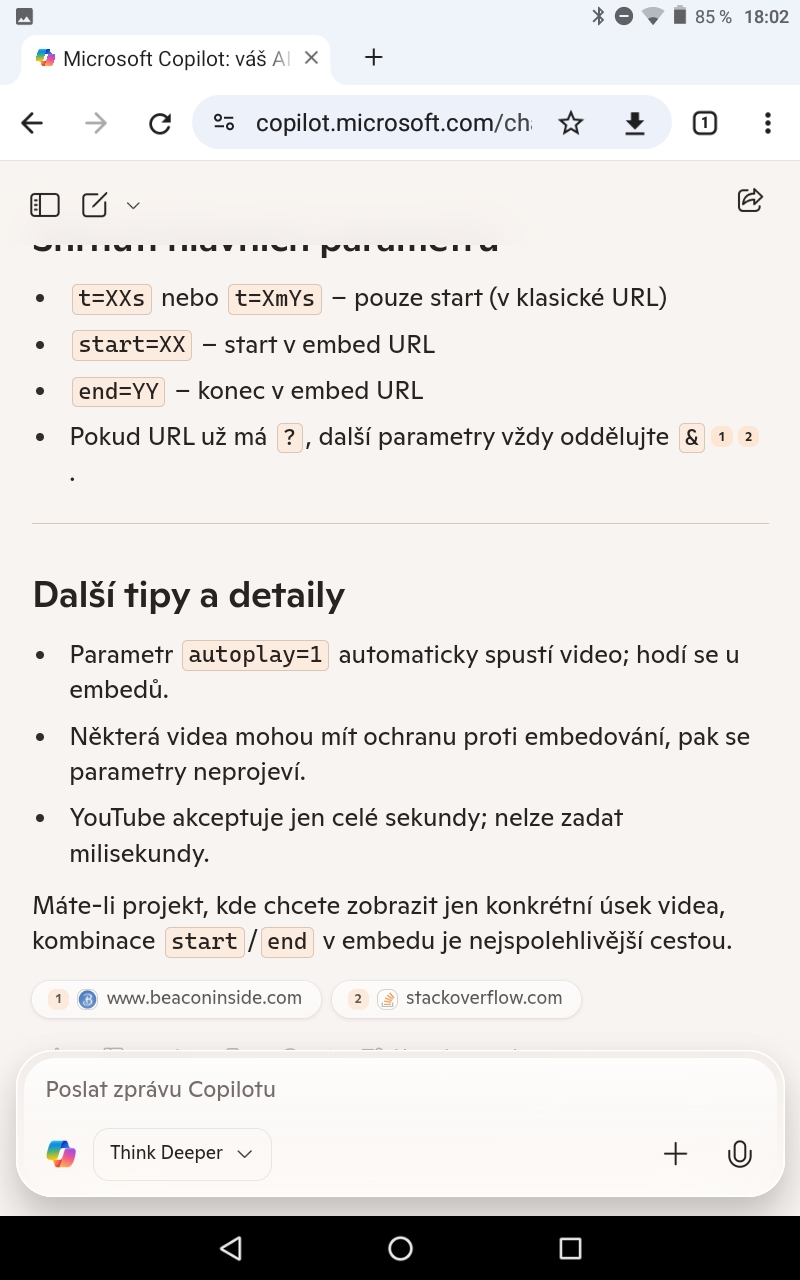 85 % 18:02
Microsoft Copilot: váš AI
copilot.microsoft.com/ch
1
Shrnutí hlavních parametrů
• t=XXs nebo t=XmYs – pouze start (v klasické URL)
• start=XX – start v embed URL
• end=YY – konec v embed URL
• Pokud URL už má ?, další parametry vždy oddělujte & 1 2
.
Další tipy a detaily
• Parametr autoplay=1 automaticky spustí video; hodí se u
embedů.
• Některá videa mohou mít ochranu proti embedování, pak se
parametry neprojeví.
• YouTube akceptuje jen celé sekundy; nelze zadat
milisekundy.
Máte-li projekt, kde chcete zobrazit jen konkrétní úsek videa,
kombinace start/end v embedu je nejspolehlivější cestou.
1 www.beaconinside.com 2 stackoverflow.com
Poslat zprávu Copilotu
Think Deeper